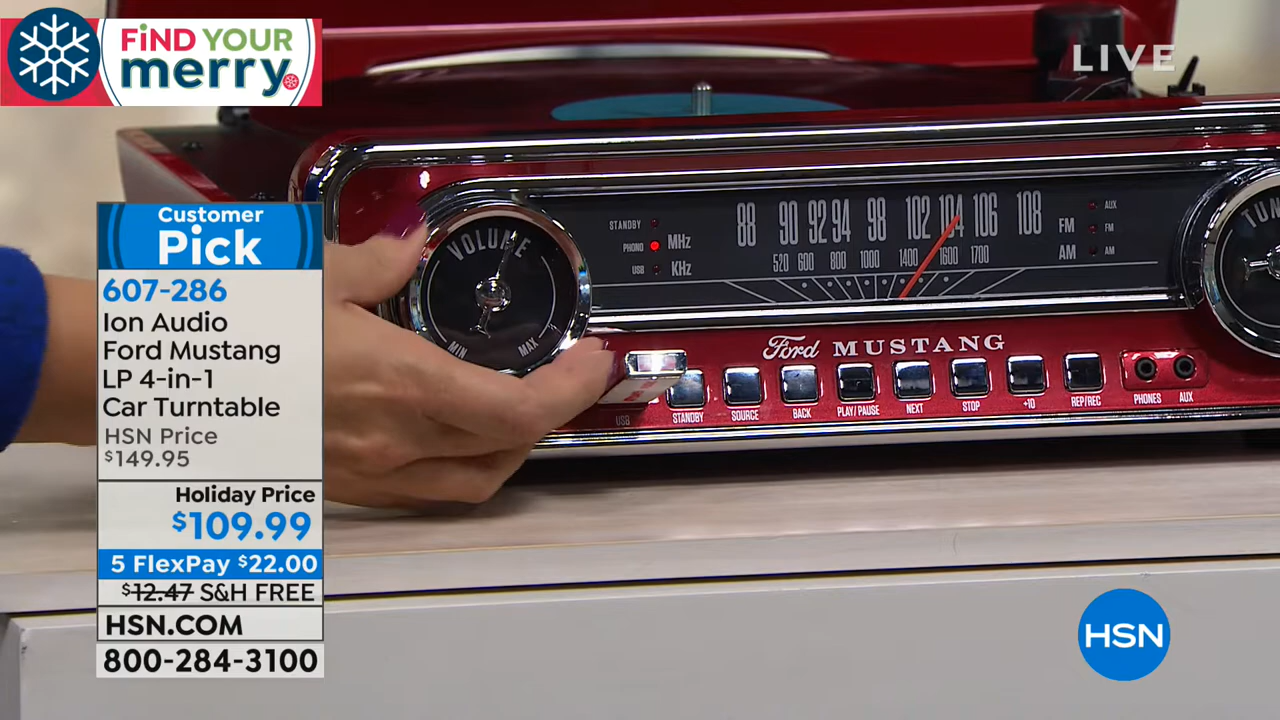 FiND YOUR
merry
LIVE
Customer
Pick
607-286
Ion Audio
Ford Mustang
LP 4-in-1
Car Turntable
HSN Price
$149.95
Holiday Price
$109.99
5 FlexPay $22.00
$12.47 S&H FREE
HSN.COM
800-284-3100
VOLUME
MIN MAX
STANDBY
PHONO
USB
MHz
KHz
88 90 92 94 98 102 104 106 108
520 600 800 1000 1400 1600 1700
FM
AM
AUX
FM
AM
Ford MUSTANG
USB STANDBY SOURCE BACK PLAY/PAUSE NEXT STOP +10 REP/REC PHONES AUX
HSN